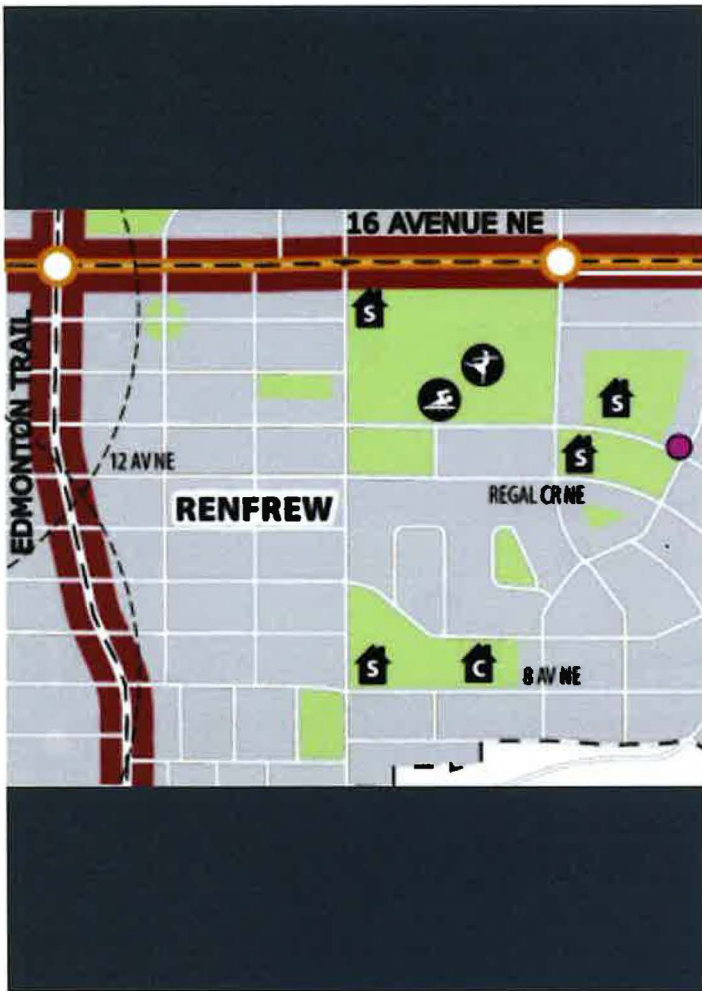 16 AVENUE NE
S
EDMONTON TRAIL
S
12 AV NE
S
REGAL CR NE
RENFREW
S
C
8 AV NE